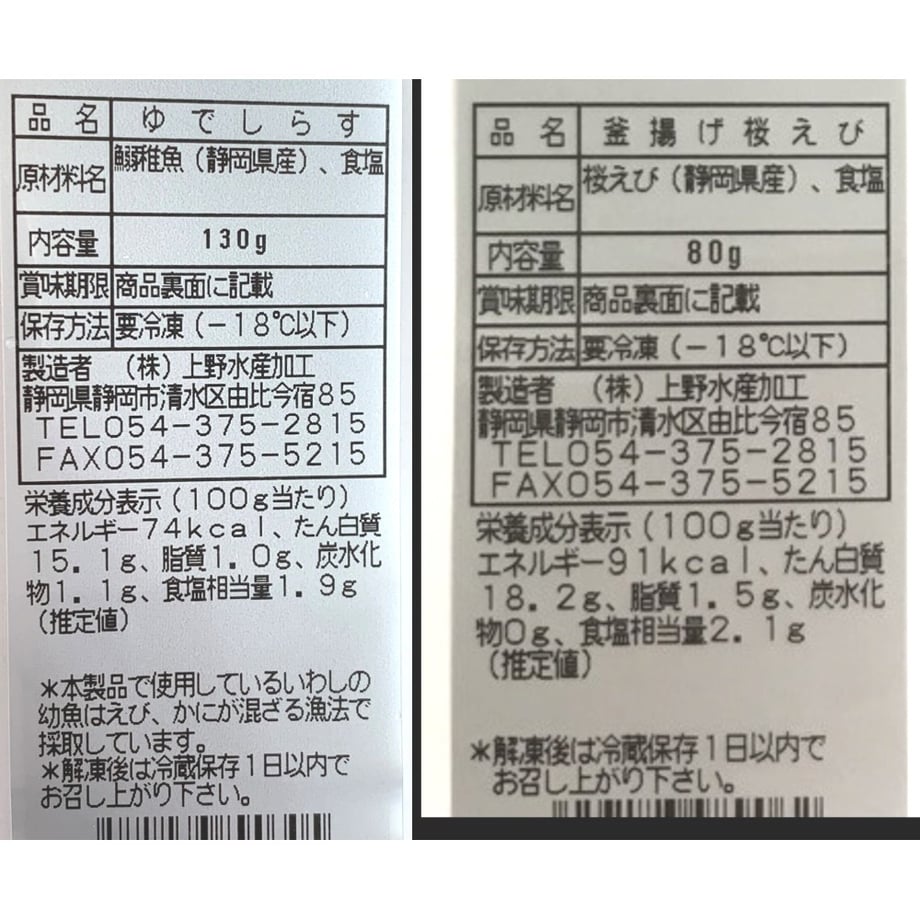 品名 ゆでしらす
原材料名 鰯稚魚（静岡県産）、食塩
内容量 130g
賞味期限 商品裏面に記載
保存方法 要冷凍（－18℃以下）
製造者 （株）上野水産加工
静岡県静岡市清水区由比今宿85
TEL054-375-2815
FAX054-375-5215
栄養成分表示（100g当たり）
エネルギー74kcal、たん白質
15.1g、脂質1.0g、炭水化
物1.1g、食塩相当量1.9g
（推定値）
＊本製品で使用しているいわしの
幼魚はえび、かにが混ざる漁法で
採取しています。
＊解凍後は冷蔵保存1日以内で
お召し上がり下さい。
品名 釜揚げ桜えび
原材料名 桜えび（静岡県産）、食塩
内容量 80g
賞味期限 商品裏面に記載
保存方法 要冷凍（－18℃以下）
製造者 （株）上野水産加工
静岡県静岡市清水区由比今宿85
TEL054-375-2815
FAX054-375-5215
栄養成分表示（100g当たり）
エネルギー91kcal、たん白質
18.2g、脂質1.5g、炭水化
物0g、食塩相当量2.1g
（推定値）
＊解凍後は冷蔵保存1日以内で
お召し上がり下さい。